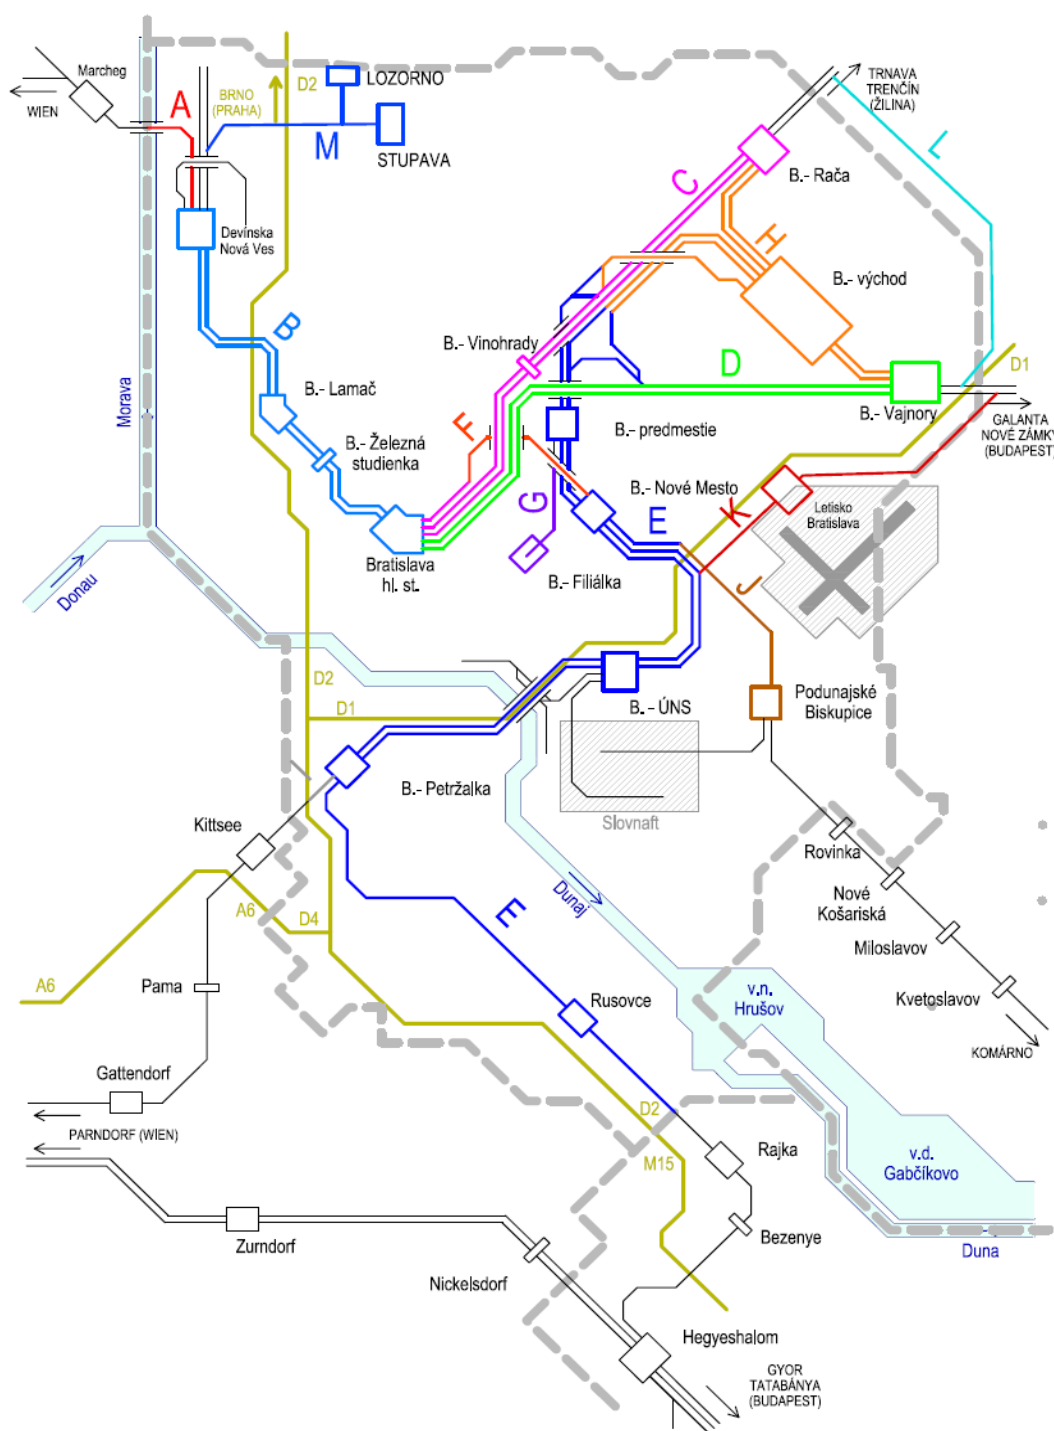 Marcheg
WIEN
A
BRNO
(PRAHA)
D2
LOZORNO
M
STUPAVA
TRNAVA
TRENČÍN
(ŽILINA)
L
C
B.- Rača
Devínska
Nová Ves
H
B.- východ
B
B.- Vinohrady
D
D1
Morava
B.- Lamač
F
B.- Železná
studienka
B.- predmestie
B.- Vajnory
GALANTA
NOVÉ ZÁMKY
(BUDAPEST)
G
B.- Nové Mesto
E
K
Letisko
Bratislava
Donau
Bratislava
hl. st.
B.- Filiálka
J
D2
D1
B. - ÚNS
Podunajské
Biskupice
B.- Petržalka
Slovnaft
Kittsee
Rovinka
Dunaj
Nové
Košariská
A6
D4
E
Miloslavov
A6
Pama
Rusovce
v.n.
Hrušov
Kvetoslavov
KOMÁRNO
Gattendorf
D2
PARNDORF (WIEN)
M15
Rajka
v.d.
Gabčíkovo
Zurndorf
Bezenye
Duna
Nickelsdorf
Hegyeshalom
GYOR
TATABÁNYA
(BUDAPEST)